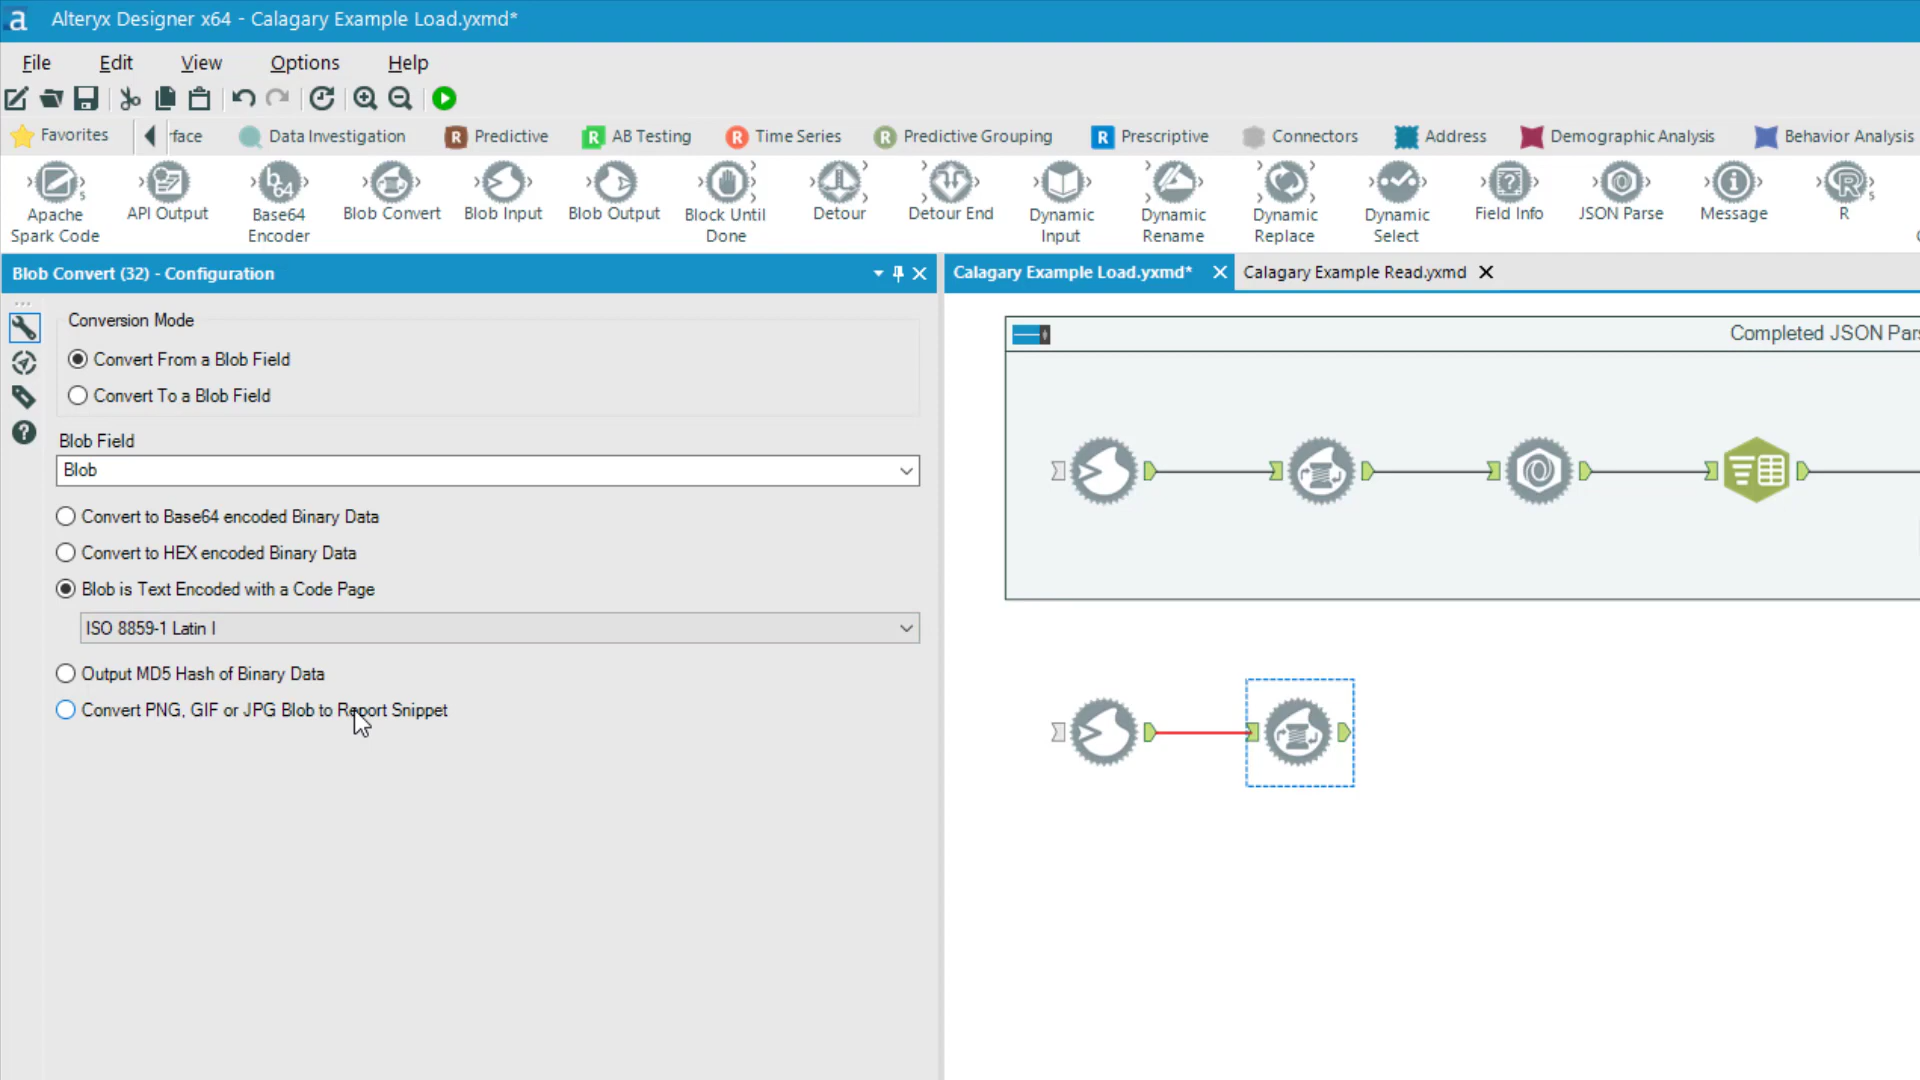 Alteryx Designer x64 - Calagary Example Load.yxmd*
File Edit View Options Help
Favorites rface Data Investigation Predictive AB Testing Time Series Predictive Grouping Prescriptive Connectors Address Demographic Analysis Behavior Analysis
Apache Spark Code
API Output
Base64 Encoder
Blob Convert
Blob Input
Blob Output
Block Until Done
Detour
Detour End
Dynamic Input
Dynamic Rename
Dynamic Replace
Dynamic Select
Field Info
JSON Parse
Message
R
Blob Convert (32) - Configuration
Calagary Example Load.yxmd*
Calagary Example Read.yxmd
Conversion Mode
Convert From a Blob Field
Convert To a Blob Field
Blob Field
Blob
Convert to Base64 encoded Binary Data
Convert to HEX encoded Binary Data
Blob is Text Encoded with a Code Page
ISO 8859-1 Latin I
Output MD5 Hash of Binary Data
Convert PNG, GIF or JPG Blob to Report Snippet
Completed JSON Pars